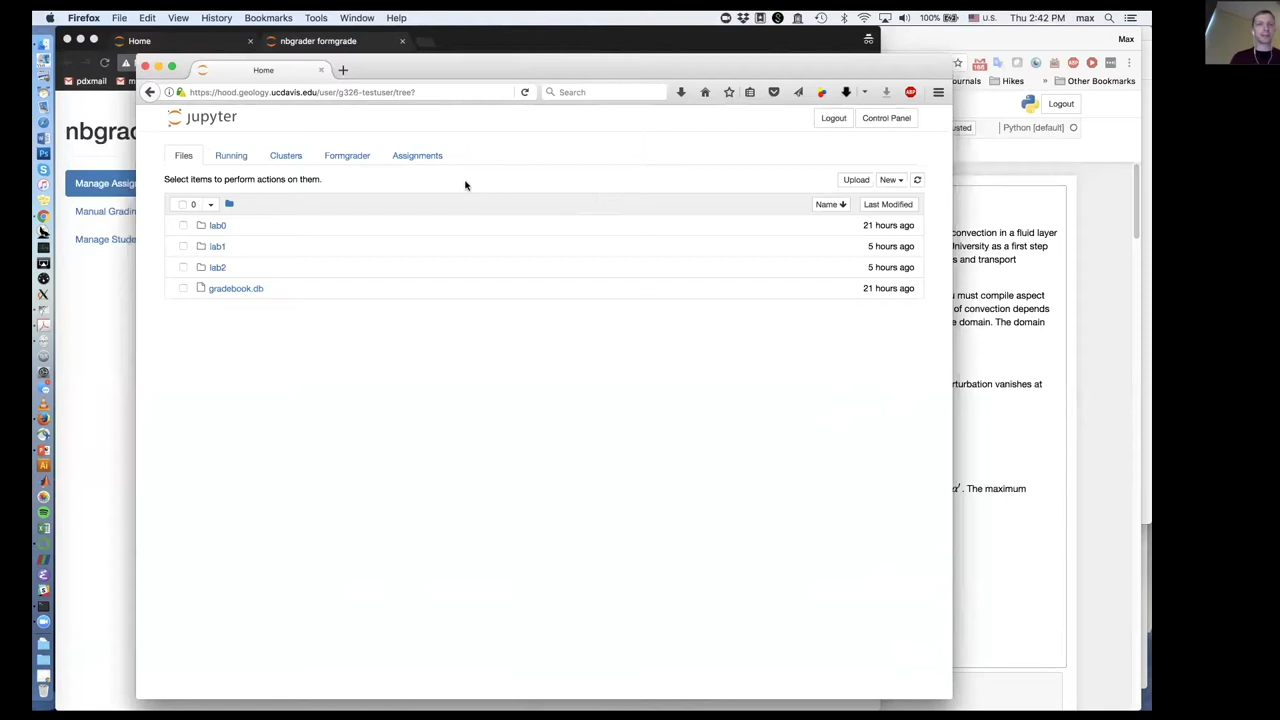 Firefox File Edit View History Bookmarks Tools Window Help 100% U.S. Thu 2:42 PM max
Home nbgrader formgrade Max
pdxmail Hikes » Other Bookmarks
Home
https://hood.geology.ucdavis.edu/user/g326-testuser/tree? Search
nbgra jupyter Logout Control Panel Logout
Python [default]
Files Running Clusters Formgrader Assignments
Select items to perform actions on them. Upload New
Manage Assig
0 Name Last Modified
Manual Gradin
lab0 21 hours ago
Manage Stude
lab1 5 hours ago
lab2 5 hours ago
gradebook.db 21 hours ago
convection in a fluid layer
University as a first step
s and transport
u must compile aspect
of convection depends
e domain. The domain
erturbation vanishes at
α′. The maximum